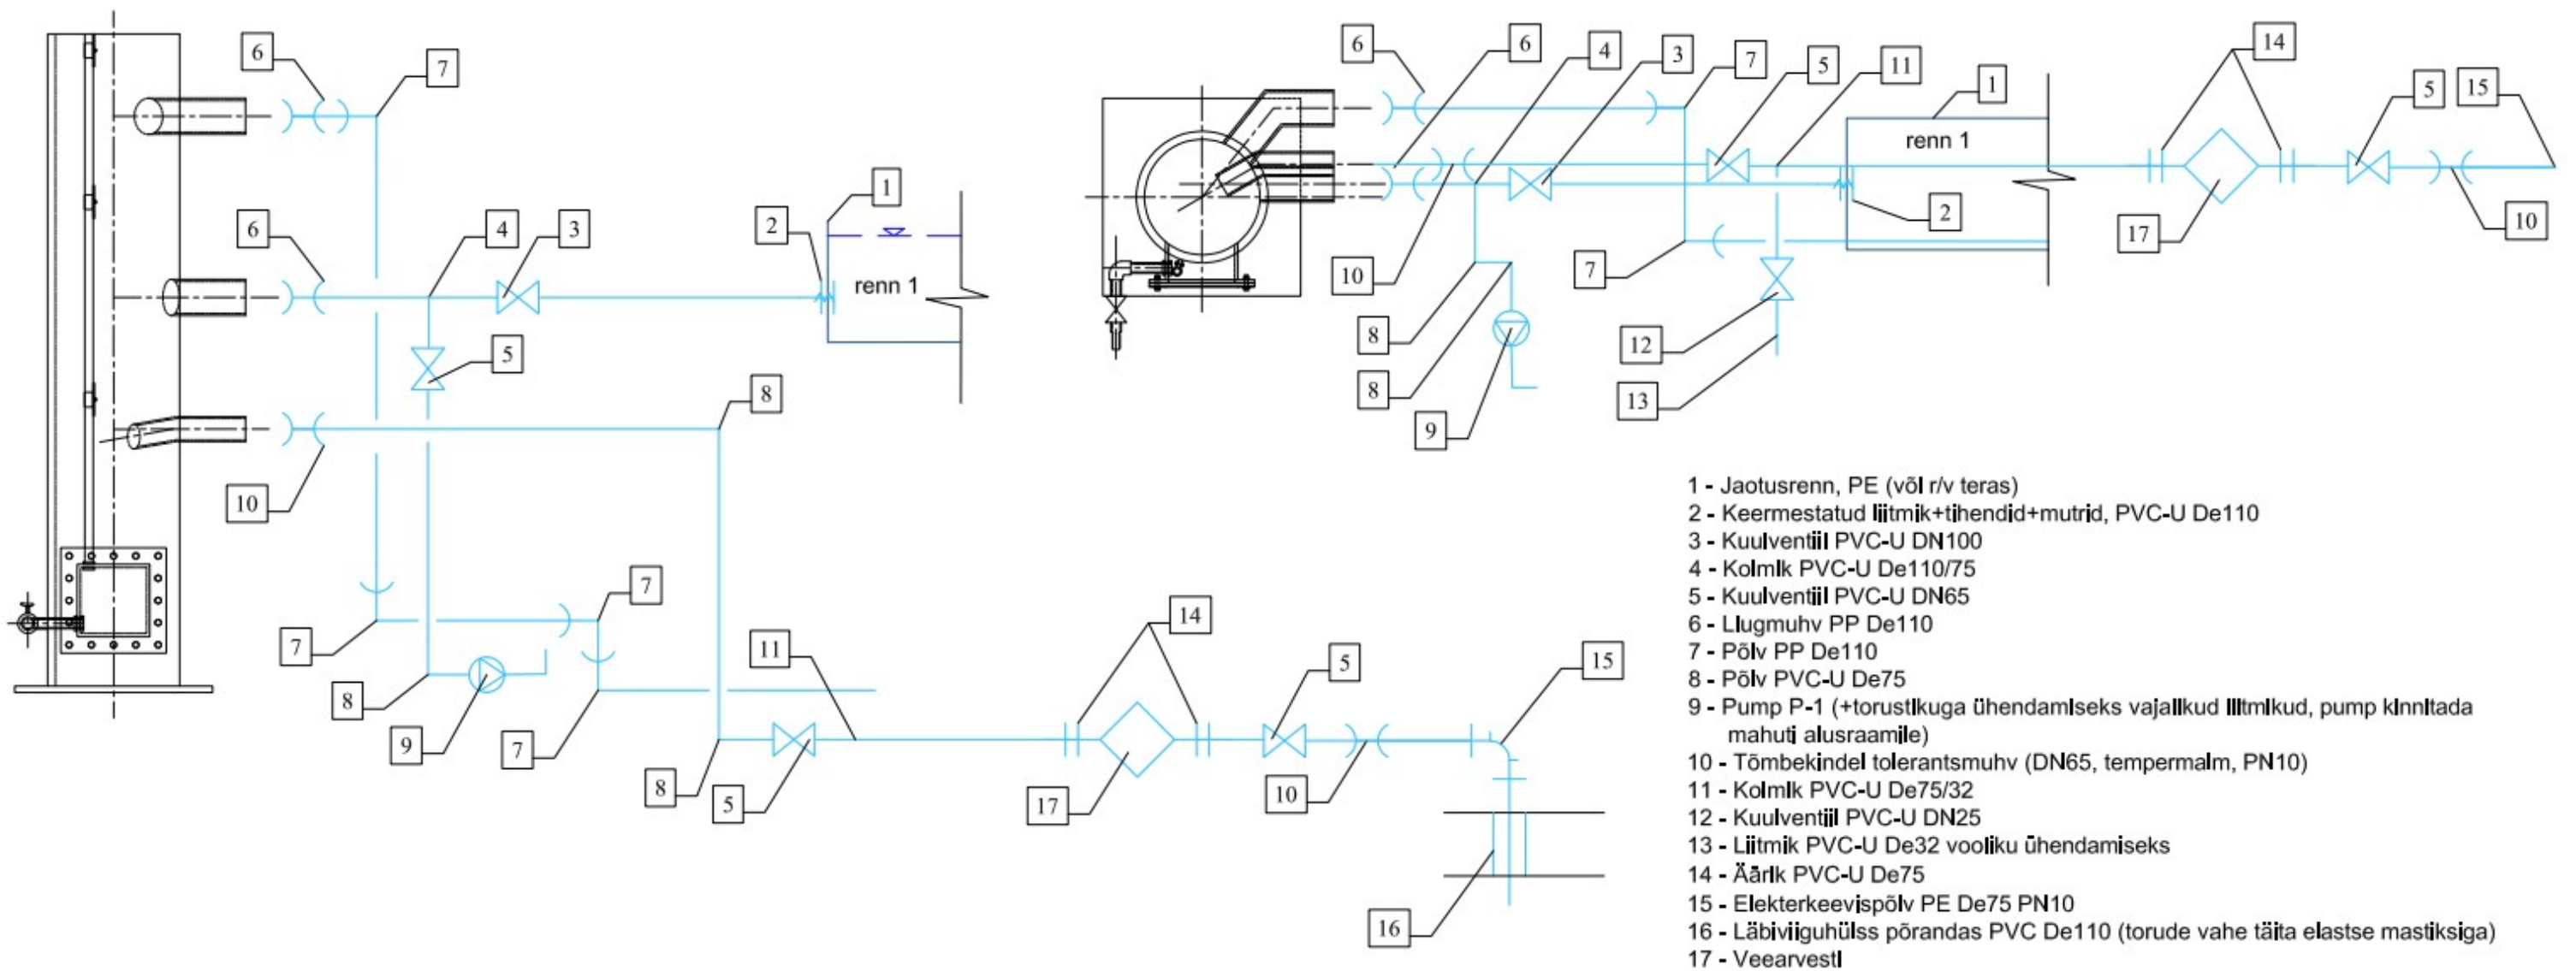 6
7
6
4
3
2
1
renn 1
5
8
10
7
7
8
9
7
11
8
5
14
17
5
10
15
16
6
6
4
3
7
5
11
1
renn 1
14
5
15
10
2
17
10
7
8
8
9
12
13
1 - Jaotusrenn, PE (või r/v teras)
2 - Keermestatud liitmik+tihendid+mutrid, PVC-U De110
3 - Kuulventiil PVC-U DN100
4 - Kolmik PVC-U De110/75
5 - Kuulventiil PVC-U DN65
6 - Liugmuhv PP De110
7 - Põlv PP De110
8 - Põlv PVC-U De75
9 - Pump P-1 (+torustikuga ühendamiseks vajalikud liitmikud, pump kinnitada
mahuti alusraamile)
10 - Tõmbekindel tolerantsmuhv (DN65, tempermalm, PN10)
11 - Kolmik PVC-U De75/32
12 - Kuulventiil PVC-U DN25
13 - Liitmik PVC-U De32 vooliku ühendamiseks
14 - Äärik PVC-U De75
15 - Elekterkeevispõlv PE De75 PN10
16 - Läbiviiguhülss põrandas PVC De110 (torude vahe täita elastse mastiksiga)
17 - Veearvesti